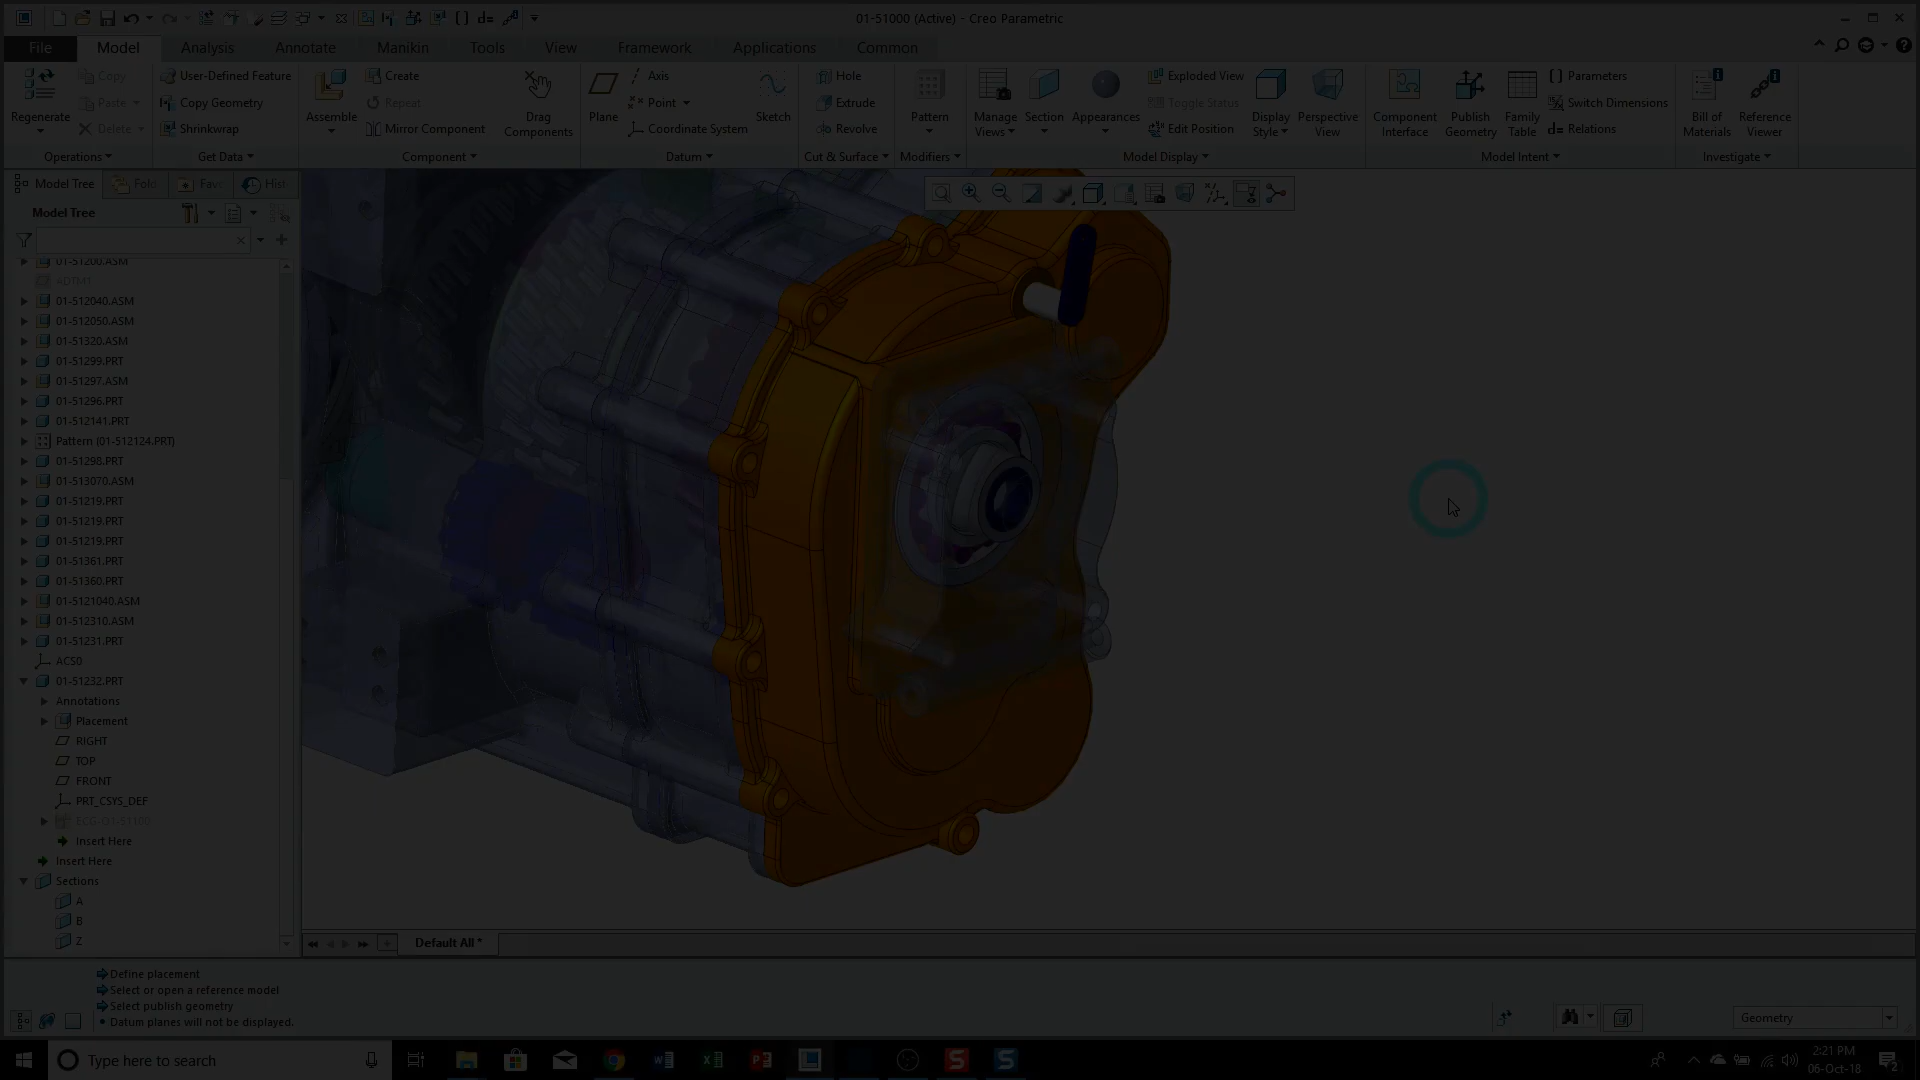 01-51000 (Active) - Creo Parametric
File Model Analysis Annotate Manikin Tools View Framework Applications Common
Regenerate
Copy
Paste
Delete
Operations
User-Defined Feature
Copy Geometry
Shrinkwrap
Get Data
Assemble
Create
Repeat
Mirror Component
Drag
Components
Component
Plane
Axis
Point
Coordinate System
Sketch
Datum
Hole
Extrude
Revolve
Cut & Surface
Pattern
Modifiers
Manage
Views
Section
Appearances
Exploded View
Toggle Status
Edit Position
Display
Style
Perspective
View
Model Display
Component
Interface
Publish
Geometry
Family
Table
Parameters
Switch Dimensions
d= Relations
Model Intent
Bill of
Materials
Reference
Viewer
Investigate
Model Tree Fold Favi Hist
Model Tree
01-51200.ASM
01-512040.ASM
01-512050.ASM
01-51320.ASM
01-51299.PRT
01-51297.ASM
01-51296.PRT
01-512141.PRT
Pattern (01-512124.PRT)
01-51298.PRT
01-513070.ASM
01-51219.PRT
01-51219.PRT
01-51219.PRT
01-51361.PRT
01-51360.PRT
01-5121040.ASM
01-512310.ASM
01-51231.PRT
ACS0
01-51232.PRT
Annotations
Placement
RIGHT
TOP
FRONT
PRT_CSYS_DEF
Insert Here
Insert Here
Sections
A
B
Z
Default All *
Define placement
Select or open a reference model
Select publish geometry
• Datum planes will not be displayed.
Geometry
Type here to search
2:21 PM
06-Oct-18